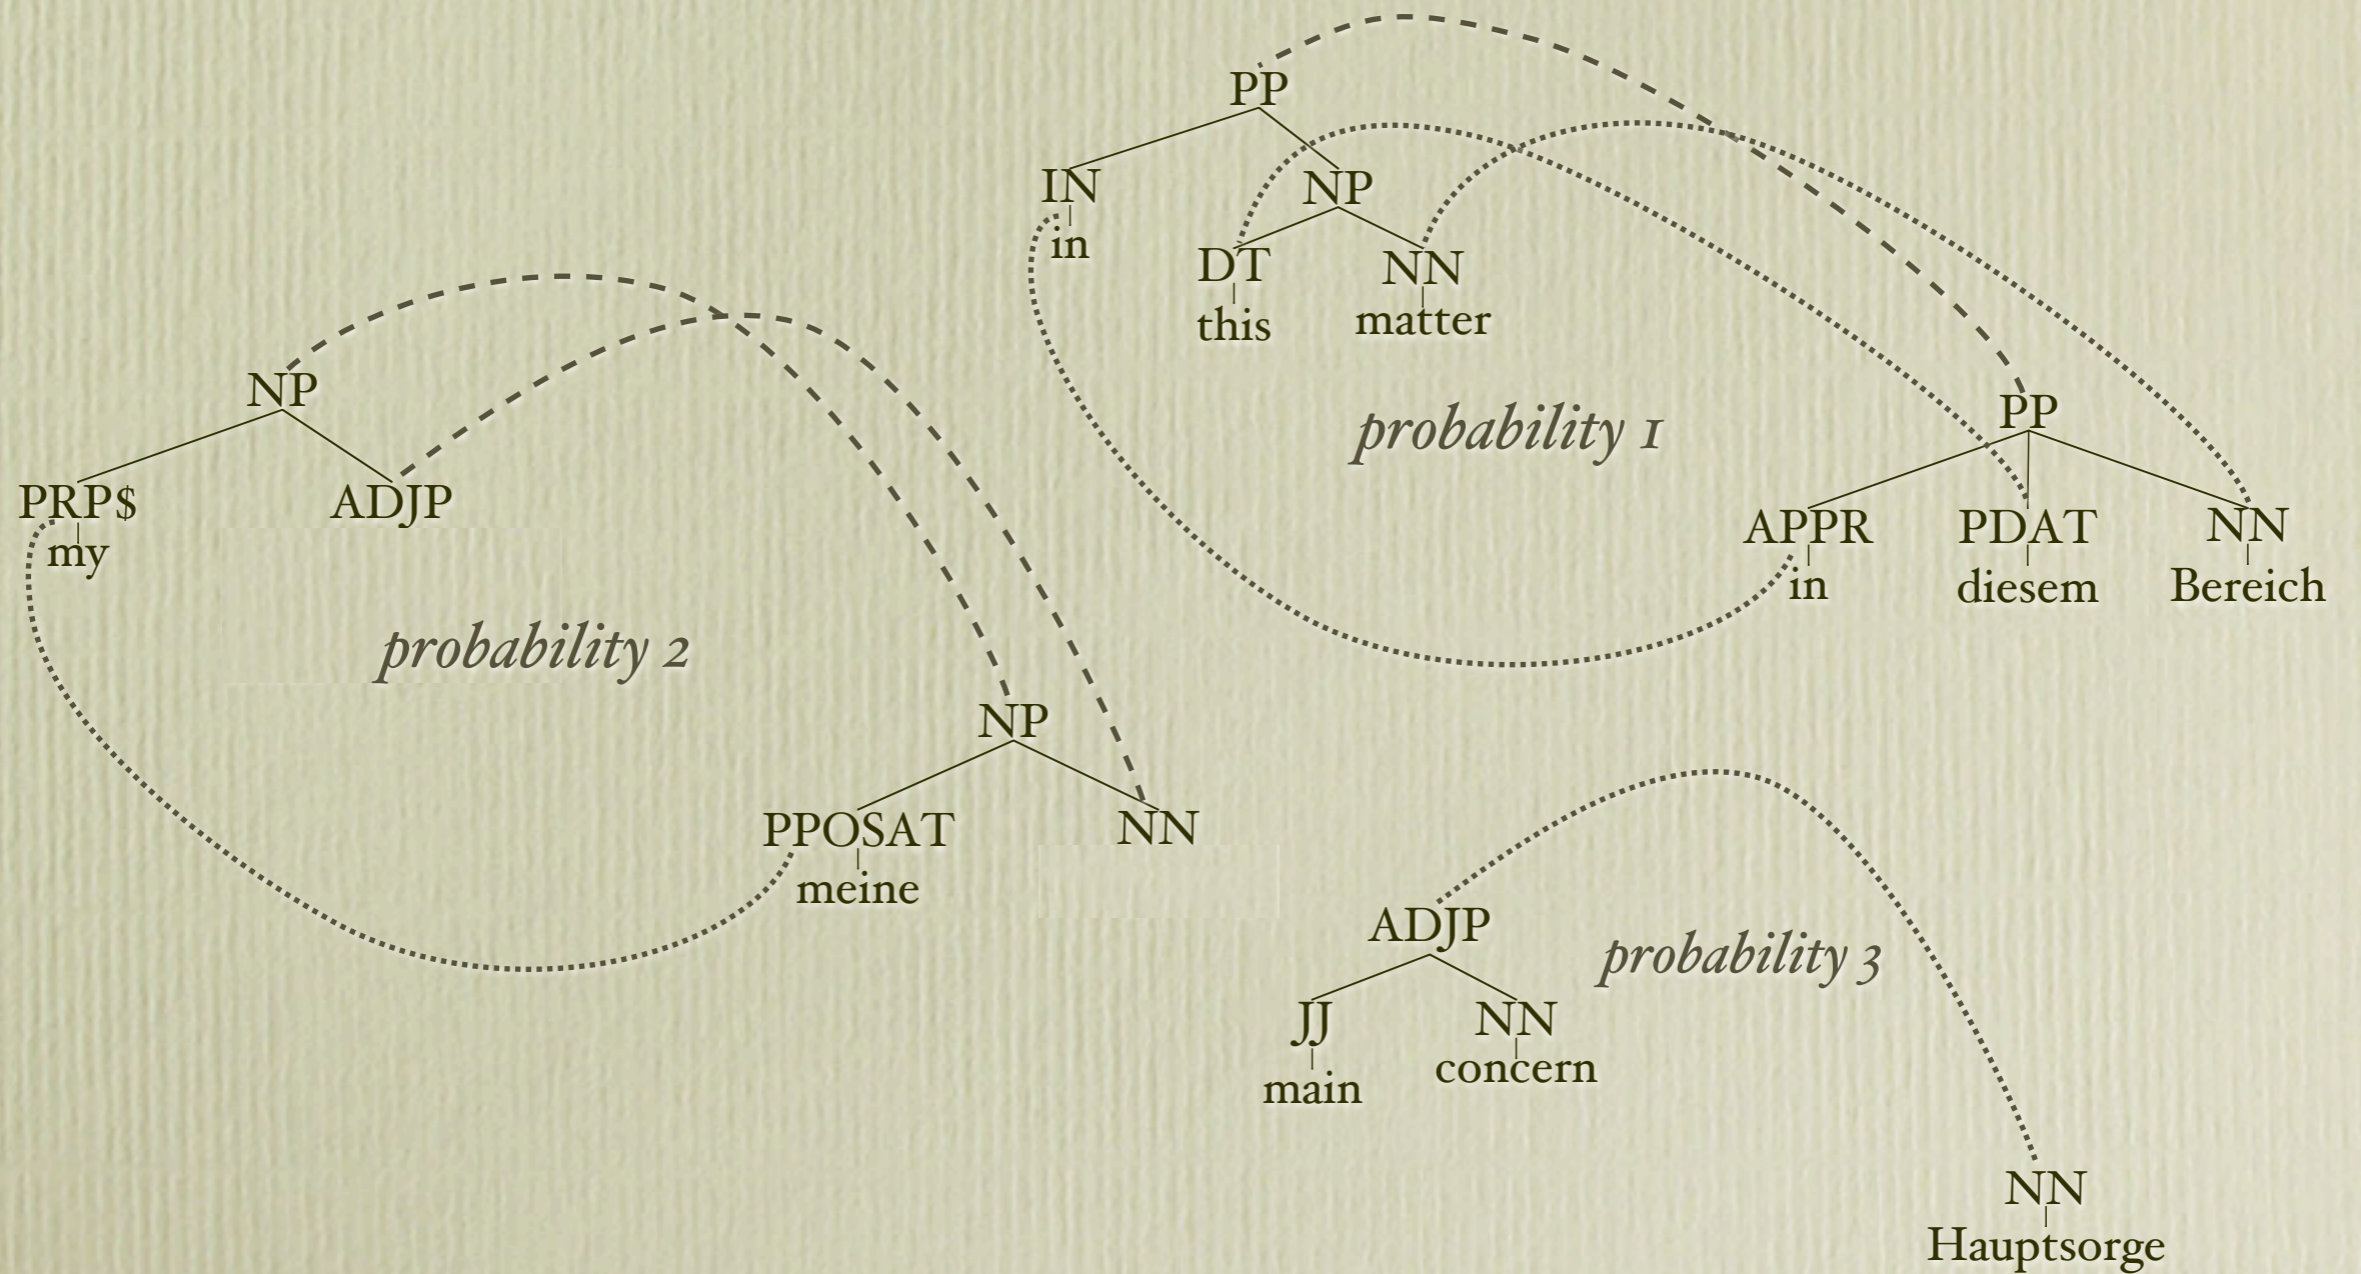 PP
IN NP
in DT NN
this matter
probability 1
PP
APPR PDAT NN
in diesem Bereich
NP
PRP$ ADJP
my
probability 2
NP
PPOSAT NN
meine
ADJP
probability 3
JJ NN
main concern
NN
Hauptsorge